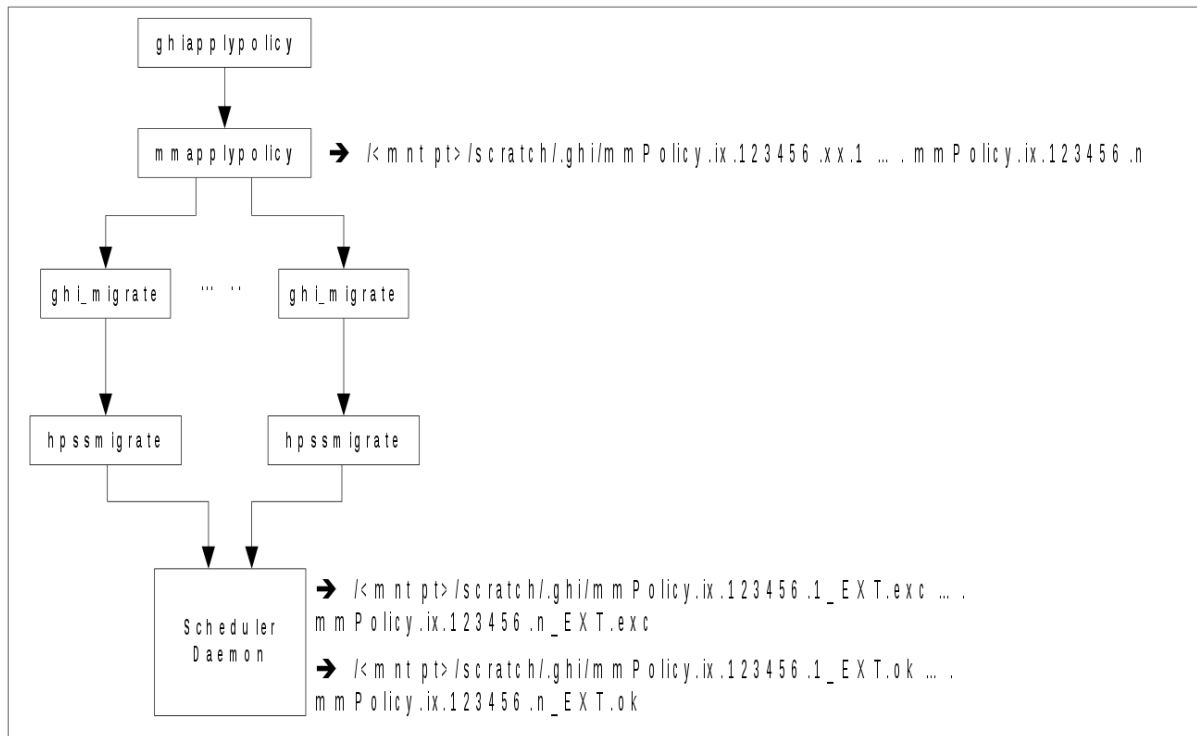 ghiapplypolicy
mmapplypolicy
➔ /<mntpt>/scratch/.ghi/mmPolicy.ix.123456.xx.1 … . mmPolicy.ix.123456.n
ghi_migrate
... ..
ghi_migrate
hpssmigrate
hpssmigrate
Scheduler
Daemon
➔ /<mntpt>/scratch/.ghi/mmPolicy.ix.123456.1_EXT.exc … .
mmPolicy.ix.123456.n_EXT.exc
➔ /<mntpt>/scratch/.ghi/mmPolicy.ix.123456.1_EXT.ok … .
mmPolicy.ix.123456.n_EXT.ok